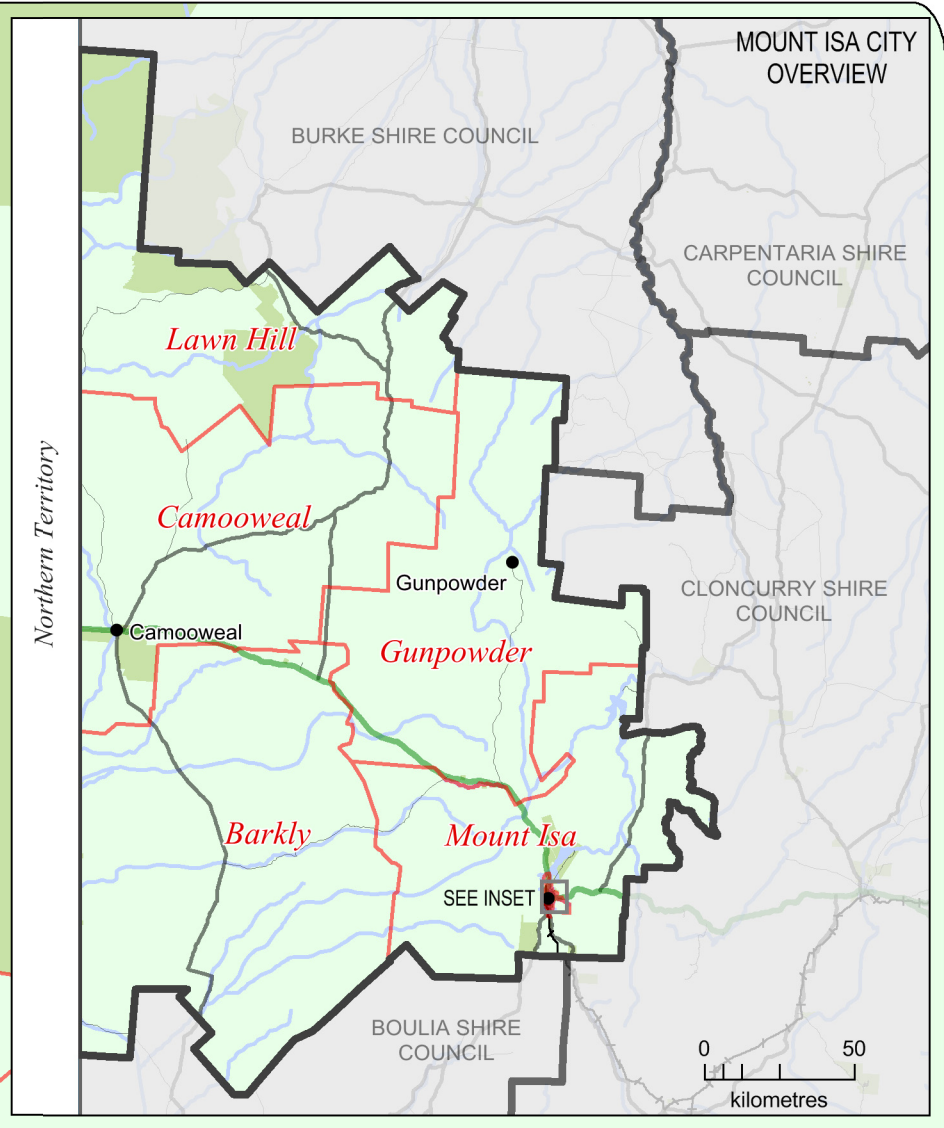 MOUNT ISA CITY
OVERVIEW
BURKE SHIRE COUNCIL
CARPENTARIA SHIRE
COUNCIL
Lawn Hill
Northern Territory
Camooweal
Gunpowder
CLONCURRY SHIRE
COUNCIL
Camooweal
Gunpowder
Barkly
Mount Isa
SEE INSET
BOULIA SHIRE
COUNCIL
0 50
kilometres